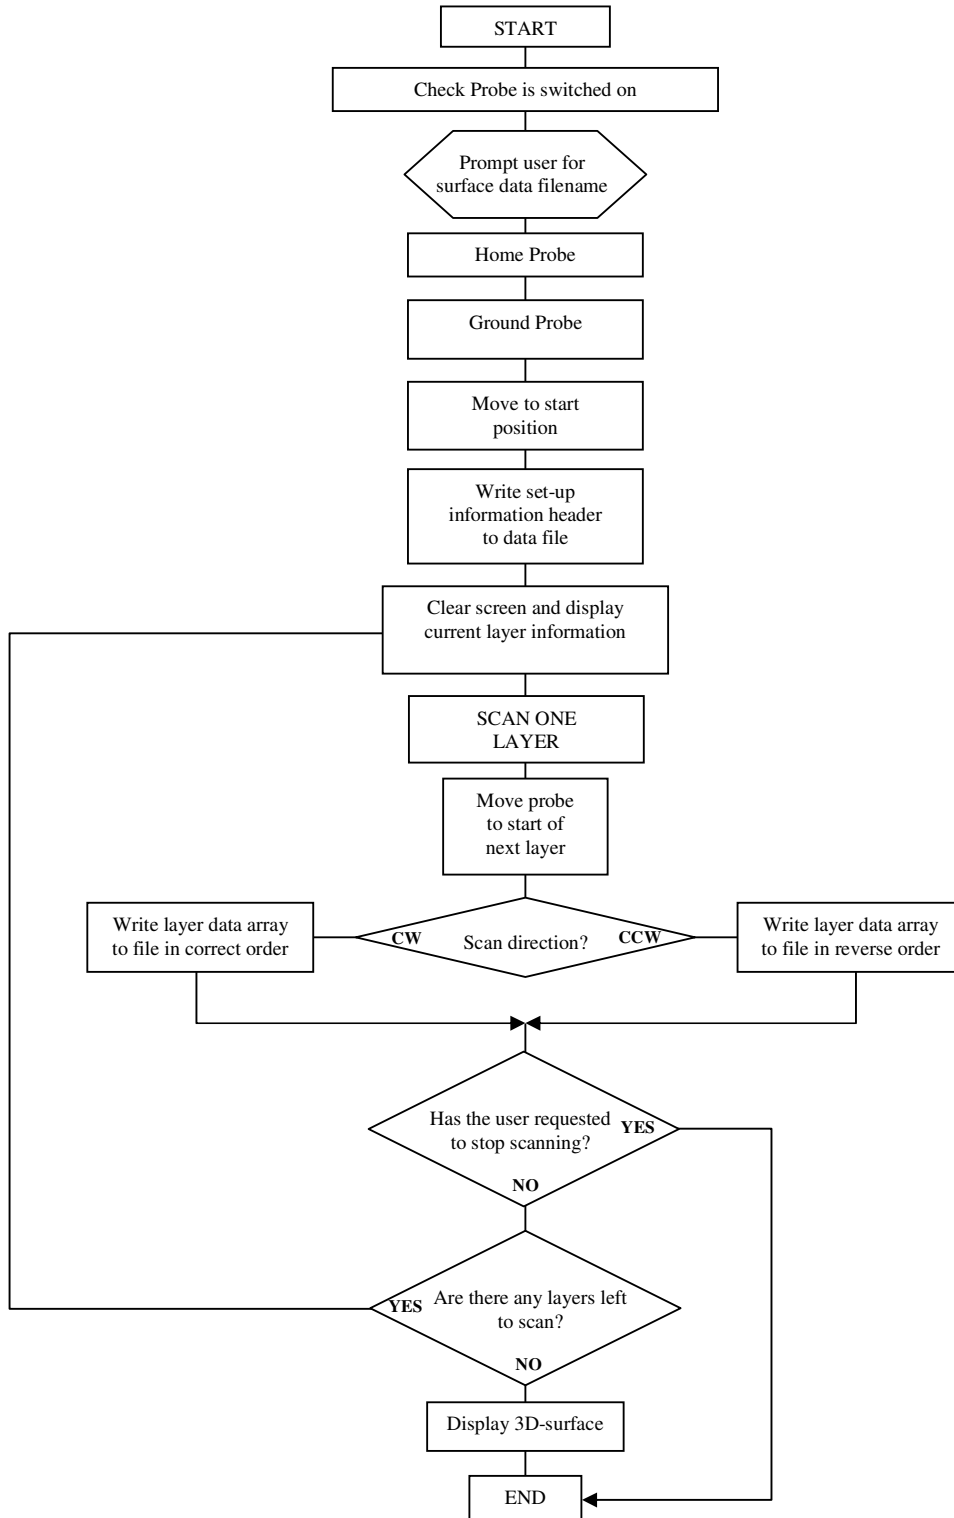 START
Check Probe is switched on
Prompt user for
surface data filename
Home Probe
Ground Probe
Move to start
position
Write set-up
information header
to data file
Clear screen and display
current layer information
SCAN ONE
LAYER
Move probe
to start of
next layer
Write layer data array
to file in correct order
CW
Scan direction?
CCW
Write layer data array
to file in reverse order
Has the user requested
to stop scanning?
YES
NO
YES
Are there any layers left
to scan?
NO
Display 3D-surface
END